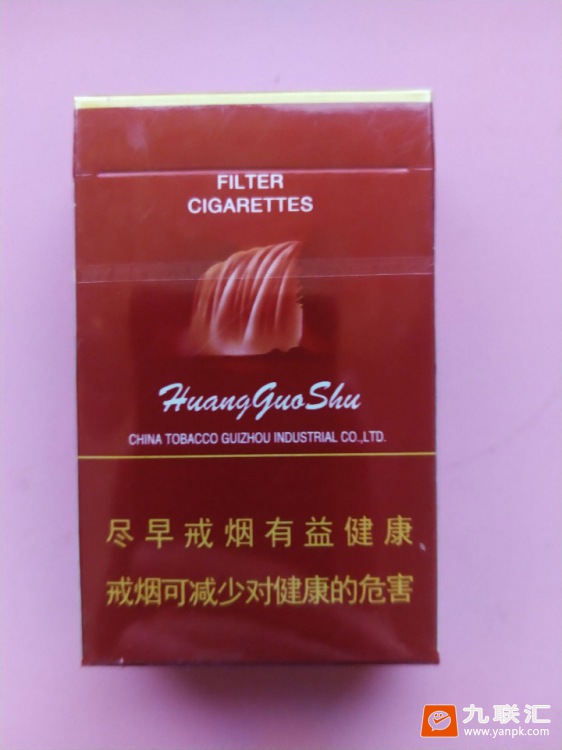 FILTER
CIGARETTES
HuangGuoShu
CHINA TOBACCO GUIZHOU INDUSTRIAL CO.,LTD.
尽早戒烟有益健康
戒烟可减少对健康的危害
九联汇
www.yanpk.com